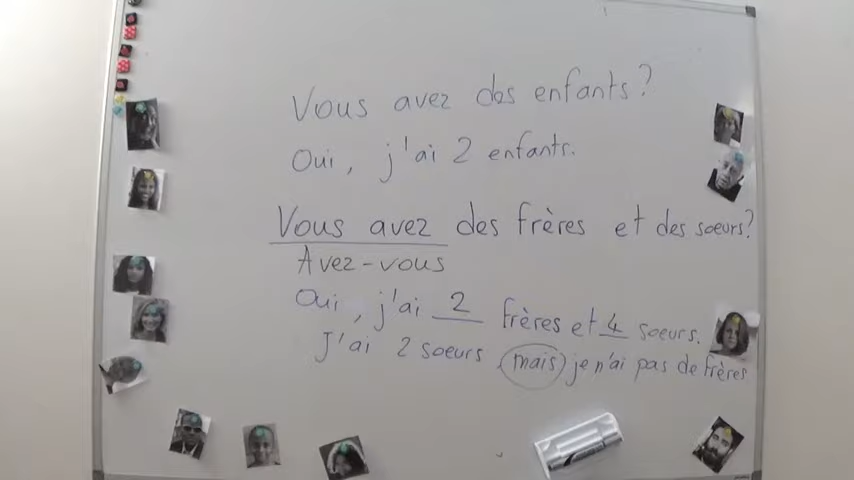 Vous avez des enfants?
Oui, j'ai 2 enfants.
Vous avez des frères et des soeurs?
Avez-vous
Oui, j'ai 2 frères et 4 soeurs.
J'ai 2 soeurs mais je n'ai pas de frères